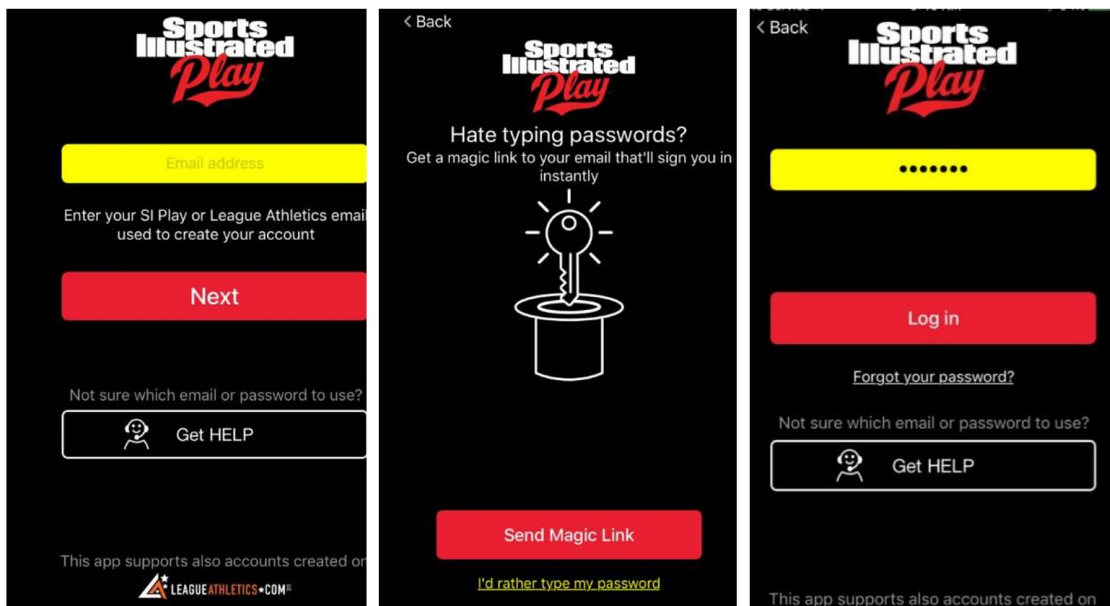 Sports
Illustrated
Play
Email address
Enter your SI Play or League Athletics email
used to create your account
Next
Not sure which email or password to use?
Get HELP
This app supports also accounts created on
LEAGUEATHLETICS★COM
< Back
Sports
Illustrated
Play
Hate typing passwords?
Get a magic link to your email that'll sign you in
instantly
Send Magic Link
I'd rather type my password
< Back
Sports
Illustrated
Play
•••••••
Log in
Forgot your password?
Not sure which email or password to use?
Get HELP
This app supports also accounts created on